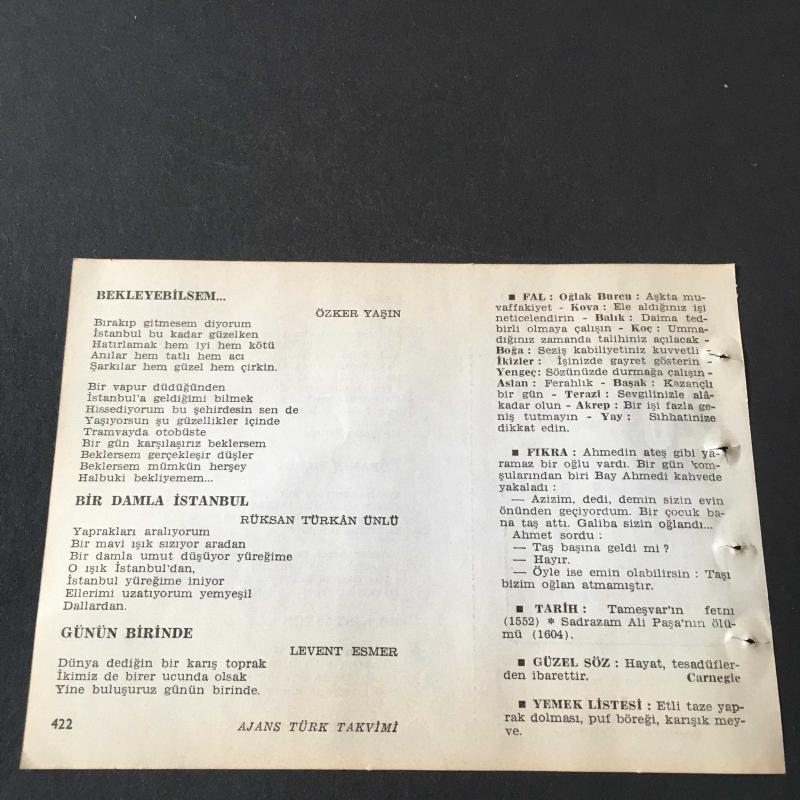 BEKLEYEBİLSEM...
ÖZKER YAŞIN
Bırakıp gitmesem diyorum
İstanbul bu kadar güzelken
Hatırlamak hem iyi hem kötü
Anılar hem tatlı hem acı
Şarkılar hem güzel hem çirkin.
Bir vapur düdüğünden
İstanbul'a geldiğimi bilmek
Hissediyorum bu şehirdesin sen de
Yaşıyorsun şu güzellikler içinde
Tramvayda otobüste
Bir gün karşılaşırız beklersem
Beklersem gerçekleşir düşler
Beklersem mümkün herşey
Halbuki bekliyemem...
BİR DAMLA İSTANBUL
RÜKSAN TÜRKÂN ÜNLÜ
Yaprakları aralıyorum
Bir mavi ışık sızıyor aradan
Bir damla umut düşüyor yüreğime
O ışık İstanbul'dan,
İstanbul yüreğime iniyor
Ellerimi uzatıyorum yemyeşil
Dallardan.
GÜNÜN BİRİNDE
LEVENT ESMER
Dünya dediğin bir karış toprak
İkimiz de birer ucunda olsak
Yine buluşuruz günün birinde.
422
AJANS TÜRK TAKVİMİ
■ FAL : Oğlak Burcu : Aşkta mu-
vaffakiyet - Kova : Ele aldığınız işi
neticelendirin - Balık : Daima ted-
birli olmaya çalışın - Koç : Umma-
dığınız zamanda talihiniz açılacak -
Boğa : Seziş kabiliyetiniz kuvvetli -
İkizler : İşinizde gayret gösterin -
Yengeç: Sözünüzde durmağa çalışın -
Aslan : Ferahlık - Başak : Kazançlı
bir gün - Terazi : Sevgilinizle alâ-
kadar olun - Akrep : Bir işi fazla ge-
niş tutmayın - Yay : Sıhhatinize
dikkat edin.
■ FIKRA : Ahmedin ateş gibi ya-
ramaz bir oğlu vardı. Bir gün kom-
şularından biri Bay Ahmedi kahvede
yakaladı :
— Azizim, dedi, demin sizin evin
önünden geçiyordum. Bir çocuk ba-
na taş attı. Galiba sizin oğlandı...
Ahmet sordu :
— Taş başına geldi mi ?
— Hayır.
— Öyle ise emin olabilirsin : Taşı
bizim oğlan atmamıştır.
■ TARİH : Tameşvar'ın fethi
(1552) * Sadrazam Ali Paşa'nın ölü-
mü (1604).
■ GÜZEL SÖZ : Hayat, tesadüfler-
den ibarettir. Carnegie
■ YEMEK LİSTESİ : Etli taze yap-
rak dolması, puf böreği, karışık mey-
ve.